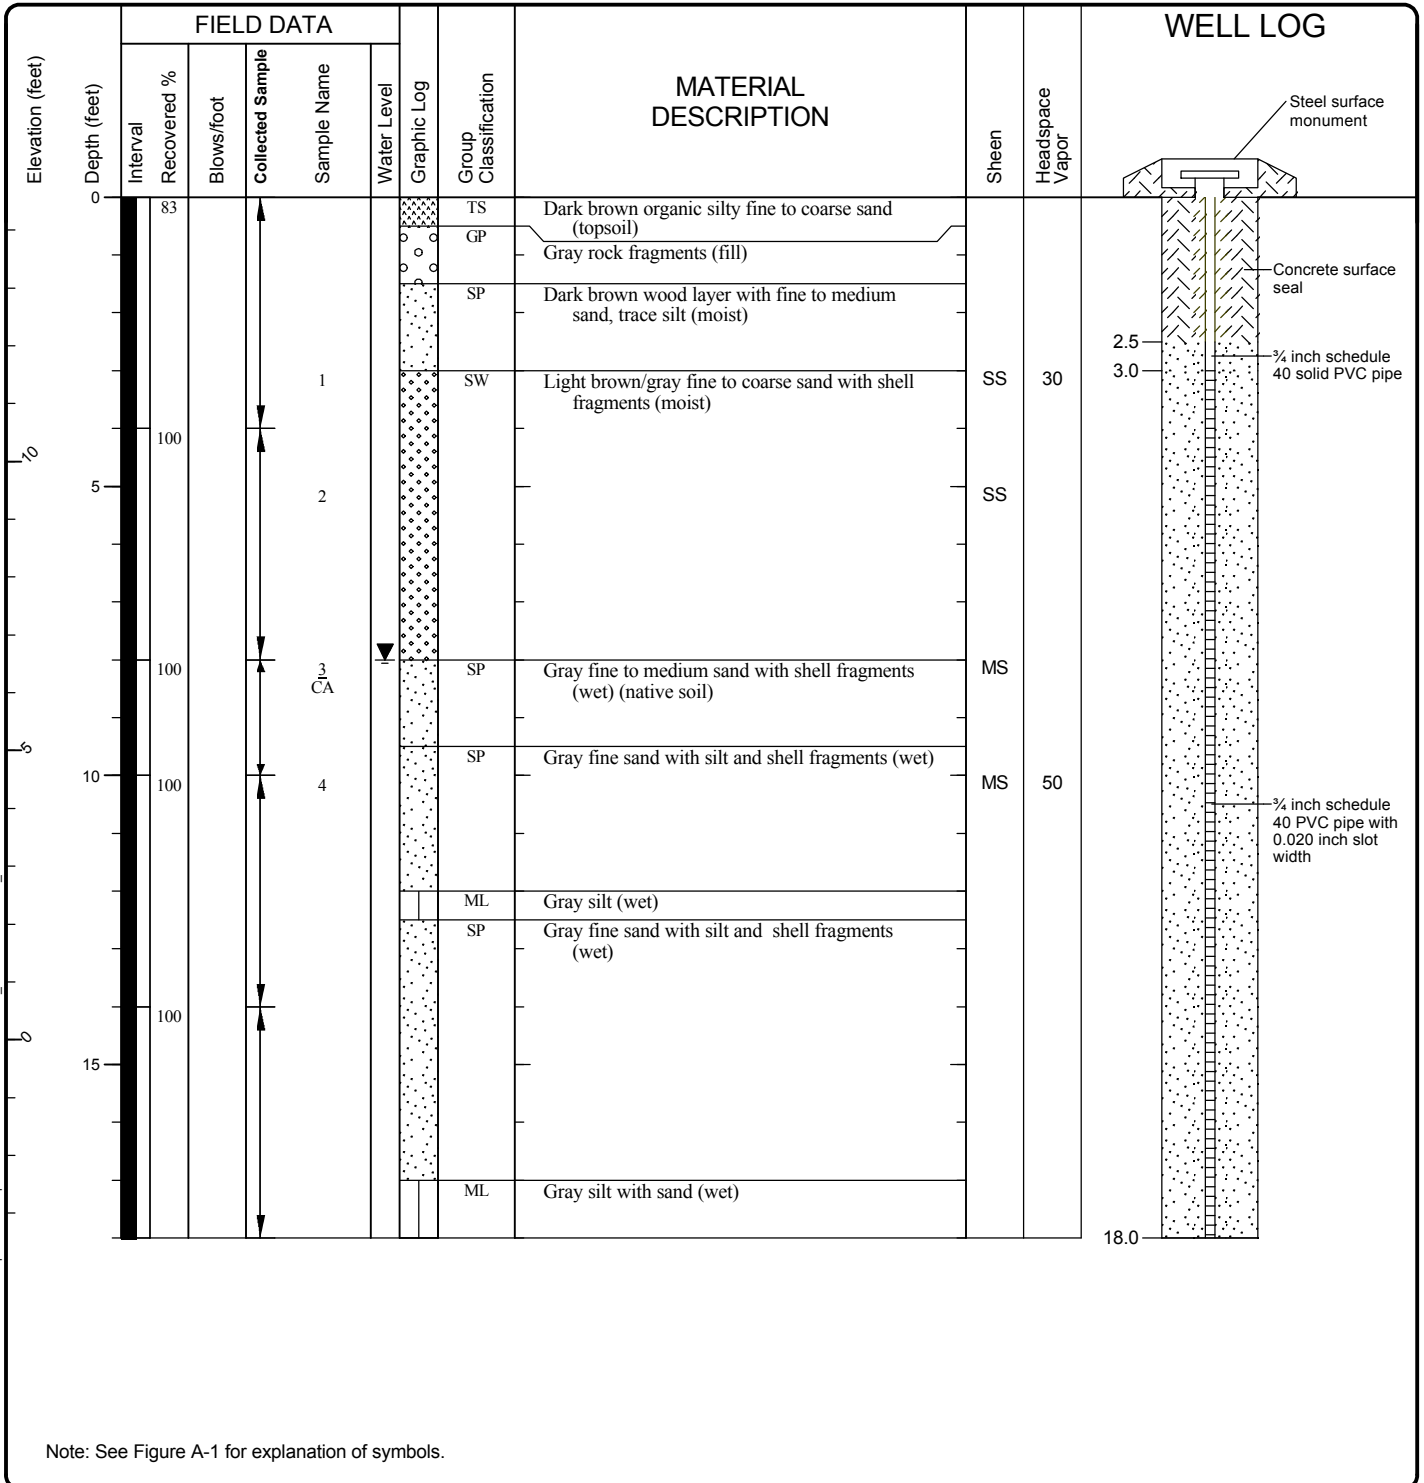 FIELD DATA
WELL LOG
Elevation (feet)
Depth (feet)
Interval
Recovered %
Blows/foot
Collected Sample
Sample Name
Water Level
Graphic Log
Group
Classification
MATERIAL
DESCRIPTION
Sheen
Headspace
Vapor
Steel surface
monument
0
83
TS
Dark brown organic silty fine to coarse sand
(topsoil)
GP
Gray rock fragments (fill)
Concrete surface
seal
SP
Dark brown wood layer with fine to medium
sand, trace silt (moist)
2.5
3.0
¾ inch schedule
40 solid PVC pipe
1
SW
Light brown/gray fine to coarse sand with shell
fragments (moist)
SS
30
100
10
5
2
SS
100
3
CA
SP
Gray fine to medium sand with shell fragments
(wet) (native soil)
MS
5
SP
Gray fine sand with silt and shell fragments (wet)
10
100
4
MS
50
¾ inch schedule
40 PVC pipe with
0.020 inch slot
width
ML
Gray silt (wet)
SP
Gray fine sand with silt and shell fragments
(wet)
100
0
15
ML
Gray silt with sand (wet)
18.0
Note: See Figure A-1 for explanation of symbols.